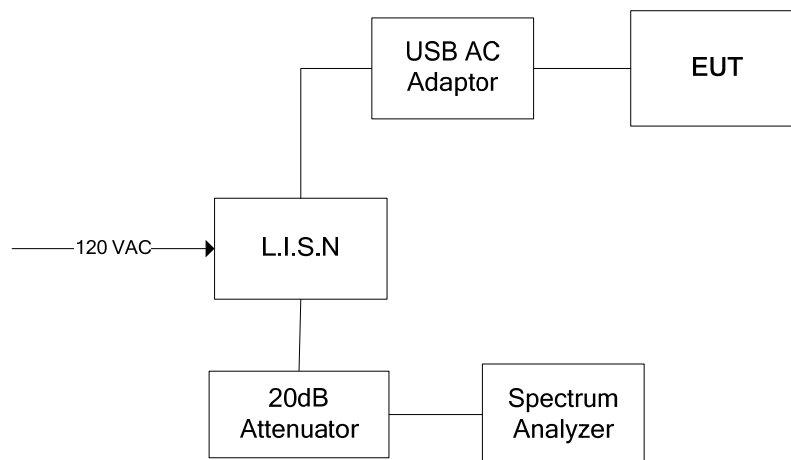 USB AC
Adaptor
EUT
120 VAC
L.I.S.N
20dB
Attenuator
Spectrum
Analyzer